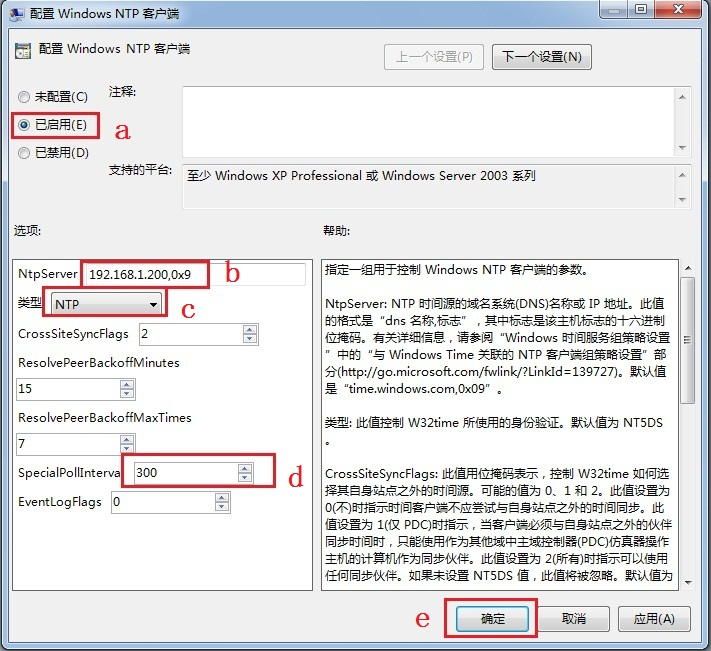 配置 Windows NTP 客户端
配置 Windows NTP 客户端
上一个设置(P)
下一个设置(N)
未配置(C)
注释:
已启用(E)
a
已禁用(D)
支持的平台:
至少 Windows XP Professional 或 Windows Server 2003 系列
选项:
帮助:
NtpServer
192.168.1.200,0x9
b
类型
NTP
c
CrossSiteSyncFlags
2
ResolvePeerBackoffMinutes
15
ResolvePeerBackoffMaxTimes
7
SpecialPollInterva
300
d
EventLogFlags
0
指定一组用于控制 Windows NTP 客户端的参数。
NtpServer: NTP 时间源的域名系统(DNS)名称或 IP 地址。此值
的格式是“dns 名称,标志”，其中标志是该主机标志的十六进制
位掩码。有关详细信息，请参阅“Windows 时间服务组策略设置
”中的“与 Windows Time 关联的 NTP 客户端组策略设置”部
分(http://go.microsoft.com/fwlink/?LinkId=139727)。默认值
是“time.windows.com,0x09”。
类型: 此值控制 W32time 所使用的身份验证。默认值为 NT5DS
。
CrossSiteSyncFlags: 此值用位掩码表示，控制 W32time 如何选
择其自身站点之外的时间源。可能的值为 0、1 和 2。此值设置为
0(不)时指示时间客户端不应尝试与自身站点之外的时间同步。此
值设置为 1(仅 PDC)时指示，当客户端必须与自身站点之外的伙伴
同步时间时，只能使用作为其他域中主域控制器(PDC)仿真器操作
主机的计算机作为同步伙伴。此值设置为 2(所有)时指示可以使用
任何同步伙伴。如果未设置 NT5DS 值，此值将被忽略。默认值为
e
确定
取消
应用(A)